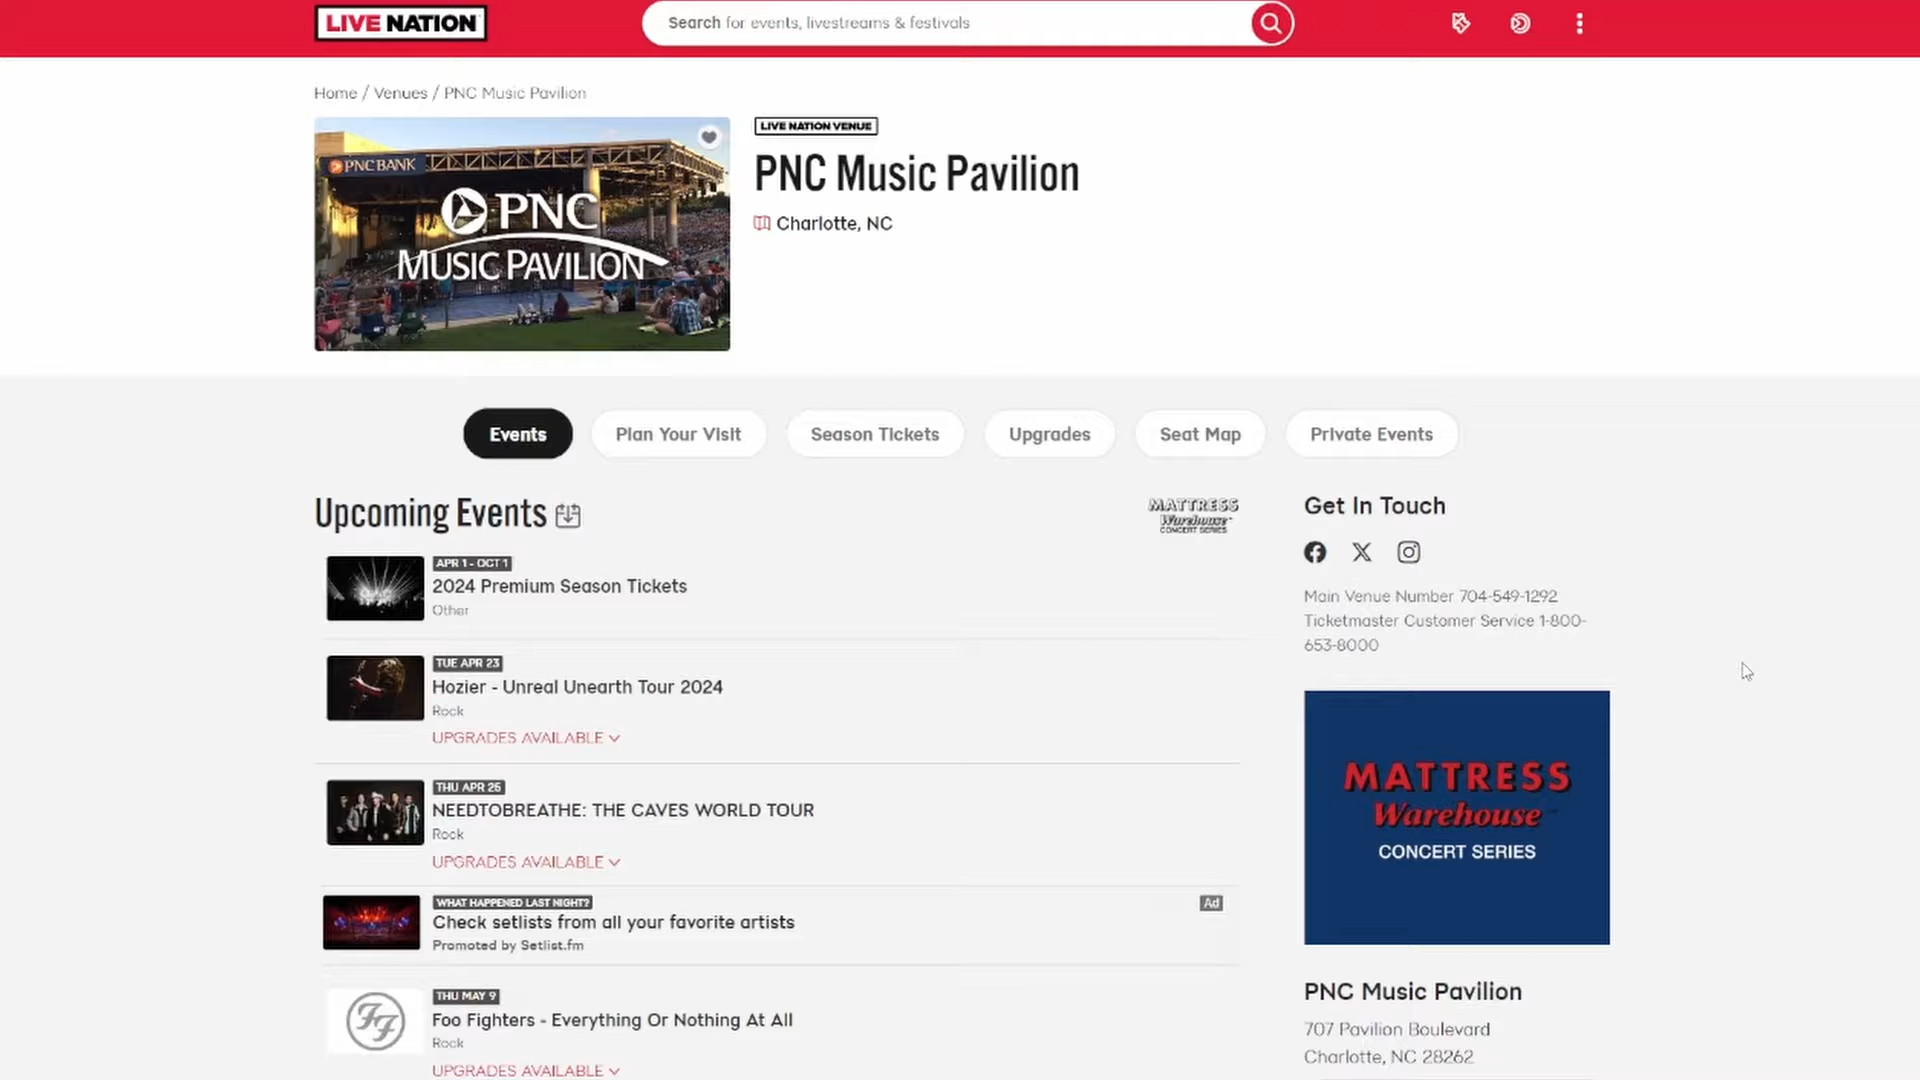 LIVE NATION
Search for events, livestreams & festivals
Home / Venues / PNC Music Pavilion
PNC BANK
PNC
MUSIC PAVILION
LIVE NATION VENUE
PNC Music Pavilion
Charlotte, NC
Events
Plan Your Visit
Season Tickets
Upgrades
Seat Map
Private Events
Upcoming Events
MATTRESS
Warehouse
CONCERT SERIES
APR 1 - OCT 1
2024 Premium Season Tickets
Other
TUE APR 23
Hozier - Unreal Unearth Tour 2024
Rock
UPGRADES AVAILABLE
THU APR 25
NEEDTOBREATHE: THE CAVES WORLD TOUR
Rock
UPGRADES AVAILABLE
WHAT HAPPENED LAST NIGHT?
Ad
Check setlists from all your favorite artists
Promoted by Setlist.fm
THU MAY 9
FF
Foo Fighters - Everything Or Nothing At All
Rock
UPGRADES AVAILABLE
Get In Touch
Main Venue Number 704-549-1292
Ticketmaster Customer Service 1-800-
653-8000
MATTRESS
Warehouse
CONCERT SERIES
PNC Music Pavilion
707 Pavilion Boulevard
Charlotte, NC 28262